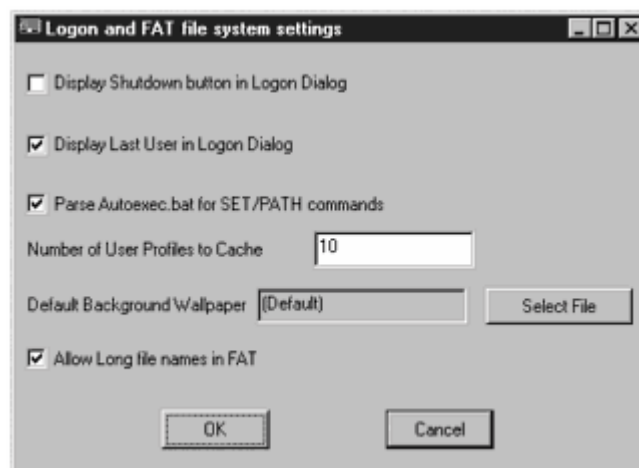 Logon and FAT file system settings
Display Shutdown button in Logon Dialog
Display Last User in Logon Dialog
Parse Autoexec.bat for SET/PATH commands
Number of User Profiles to Cache 10
Default Background Wallpaper (Default) Select File
Allow Long file names in FAT
OK Cancel